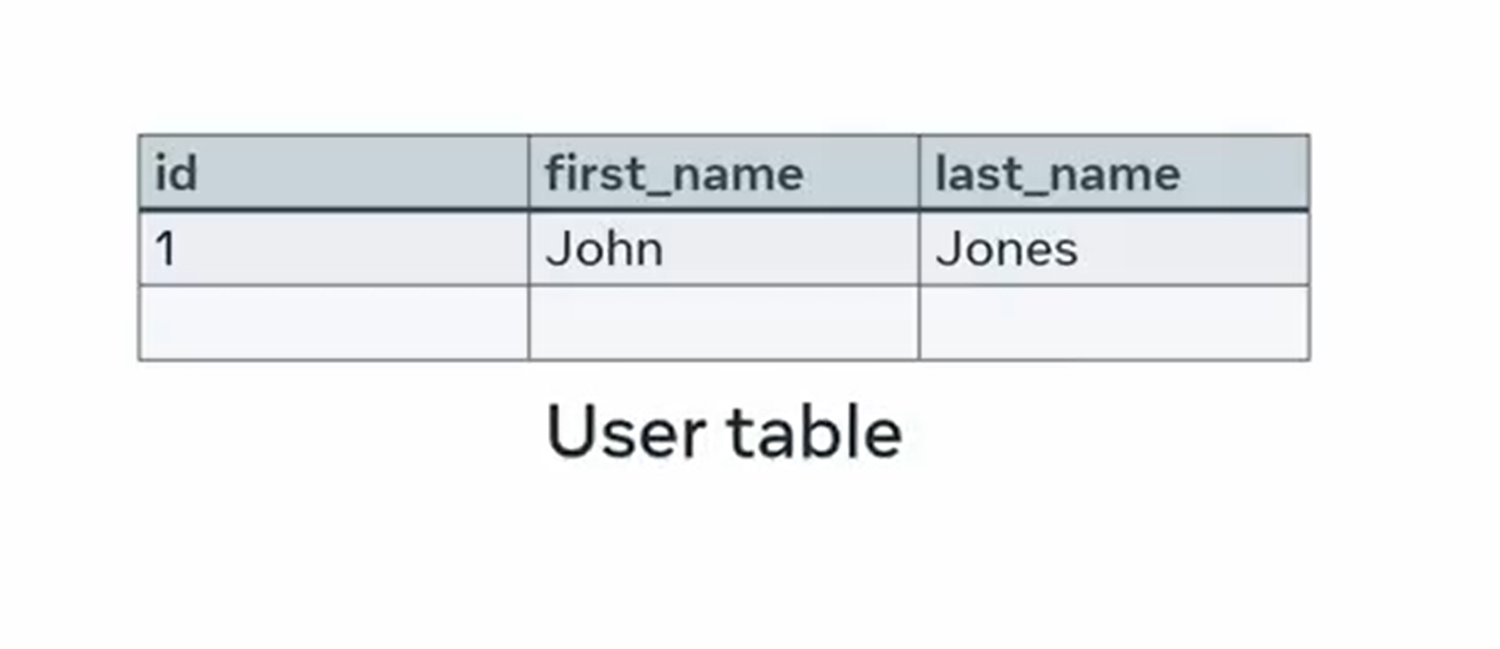 id first_name last_name
1 John Jones
User table